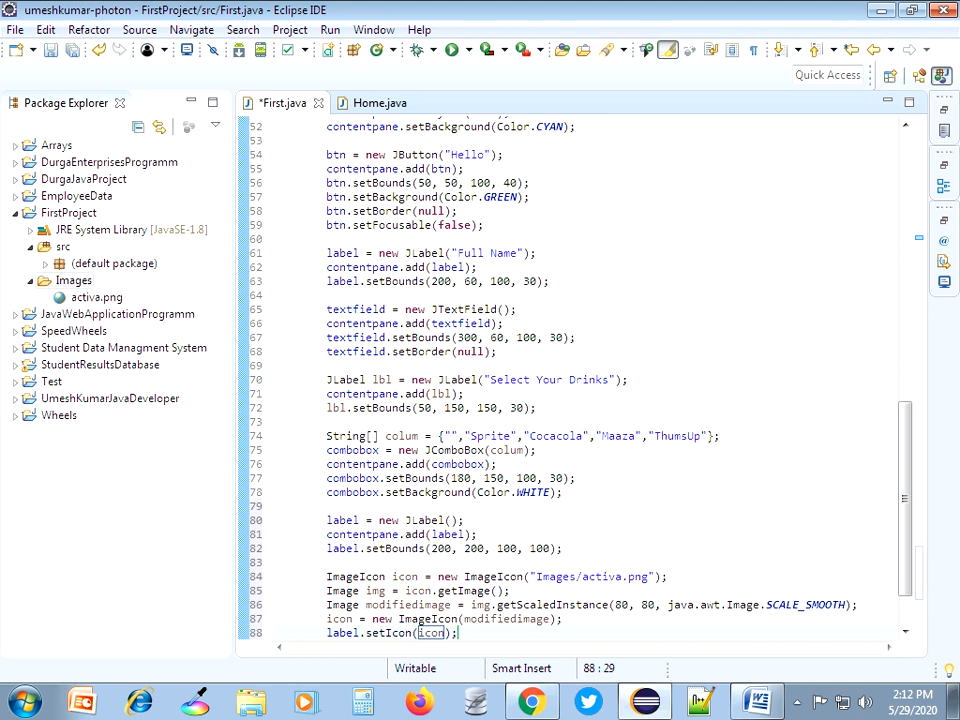 umeshkumar-photon - FirstProject/src/First.java - Eclipse IDE
File Edit Refactor Source Navigate Search Project Run Window Help
Quick Access
Package Explorer
*First.java
Home.java
Arrays
DurgaEnterprisesProgramm
DurgaJavaProject
EmployeeData
FirstProject
JRE System Library [JavaSE-1.8]
src
(default package)
Images
activa.png
JavaWebApplicationProgramm
SpeedWheels
Student Data Managment System
StudentResultsDatabase
Test
UmeshKumarJavaDeveloper
Wheels
52 contentpane.setBackground(Color.CYAN);
53
54 btn = new JButton("Hello");
55 contentpane.add(btn);
56 btn.setBounds(50, 50, 100, 40);
57 btn.setBackground(Color.GREEN);
58 btn.setBorder(null);
59 btn.setFocusable(false);
60
61 label = new JLabel("Full Name");
62 contentpane.add(label);
63 label.setBounds(200, 60, 100, 30);
64
65 textfield = new JTextField();
66 contentpane.add(textfield);
67 textfield.setBounds(300, 60, 100, 30);
68 textfield.setBorder(null);
69
70 JLabel lbl = new JLabel("Select Your Drinks");
71 contentpane.add(lbl);
72 lbl.setBounds(50, 150, 150, 30);
73
74 String[] colum = {"","Sprite","Cocacola","Maaza","ThumsUp"};
75 combobox = new JComboBox(colum);
76 contentpane.add(combobox);
77 combobox.setBounds(180, 150, 100, 30);
78 combobox.setBackground(Color.WHITE);
79
80 label = new JLabel();
81 contentpane.add(label);
82 label.setBounds(200, 200, 100, 100);
83
84 ImageIcon icon = new ImageIcon("Images/activa.png");
85 Image img = icon.getImage();
86 Image modifiedimage = img.getScaledInstance(80, 80, java.awt.Image.SCALE_SMOOTH);
87 icon = new ImageIcon(modifiedimage);
88 label.setIcon(icon);
Writable
Smart Insert
88 : 29
2:12 PM
5/29/2020